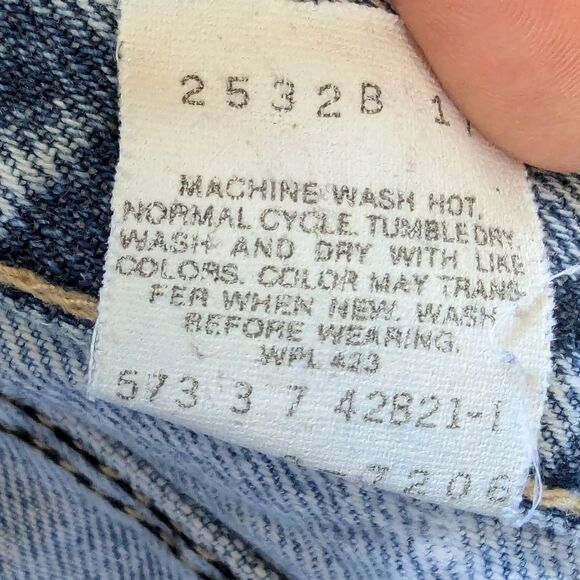 2532B 1
MACHINE WASH HOT.
NORMAL CYCLE. TUMBLE DRY.
WASH AND DRY WITH LIKE
COLORS. COLOR MAY TRANS
FER WHEN NEW. WASH
BEFORE WEARING.
WPL 423
573 3 7 42821-1
-7206